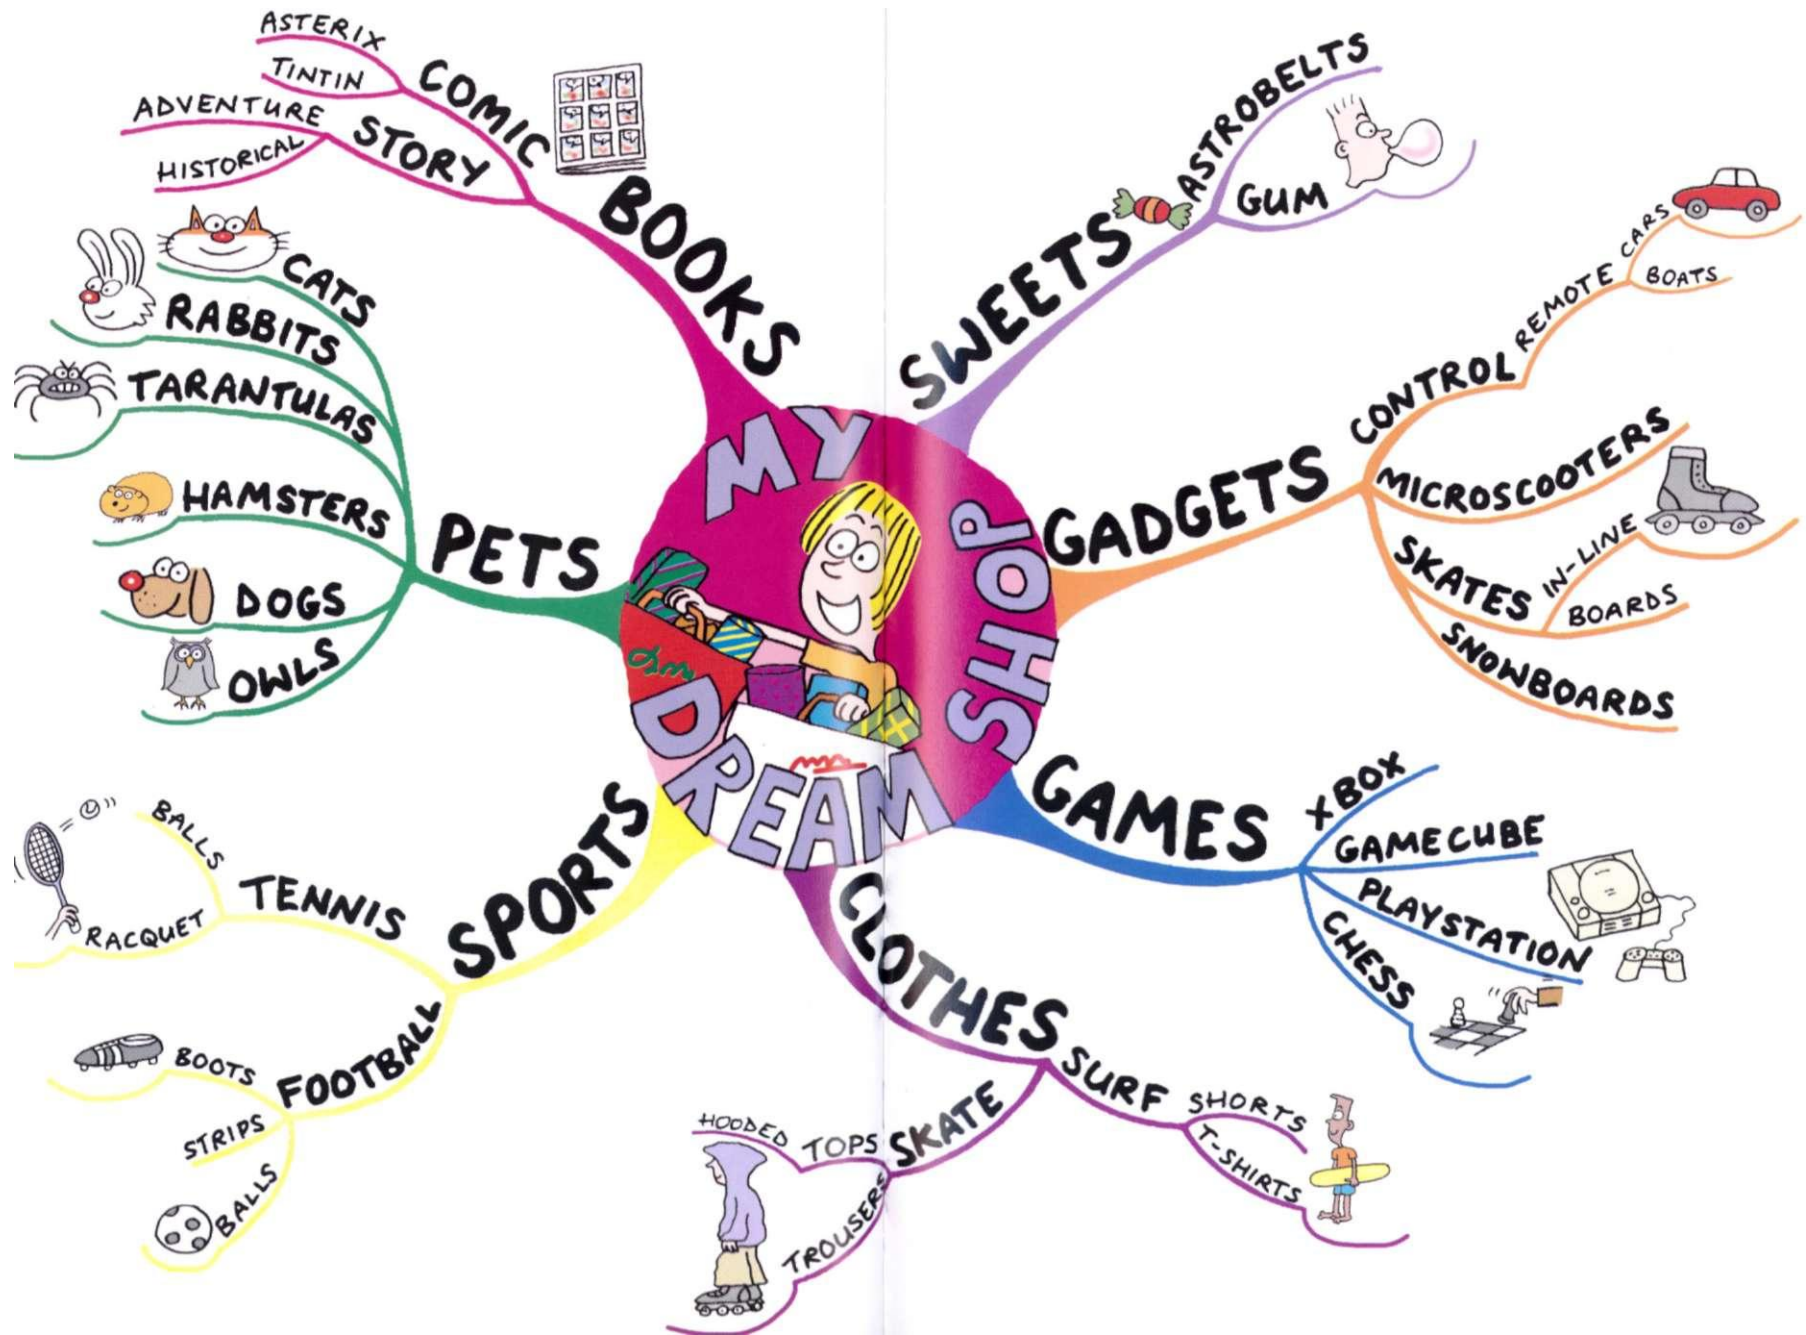 MY
SHOP
DREAM
SWEETS
ASTROBELTS
GUM
GADGETS
CONTROL
REMOTE
CARS
BOATS
MICROSCOOTERS
SKATES
IN-LINE
BOARDS
SNOWBOARDS
GAMES
XBOX
GAMECUBE
PLAYSTATION
CHESS
CLOTHES
SURF
SHORTS
T-SHIRTS
SKATE
TOPS
HOODED
TROUSERS
SPORTS
FOOTBALL
BALLS
STRIPS
BOOTS
TENNIS
RACQUET
BALLS
PETS
OWLS
DOGS
HAMSTERS
TARANTULAS
RABBITS
CATS
BOOKS
STORY
HISTORICAL
ADVENTURE
COMIC
TINTIN
ASTERIX